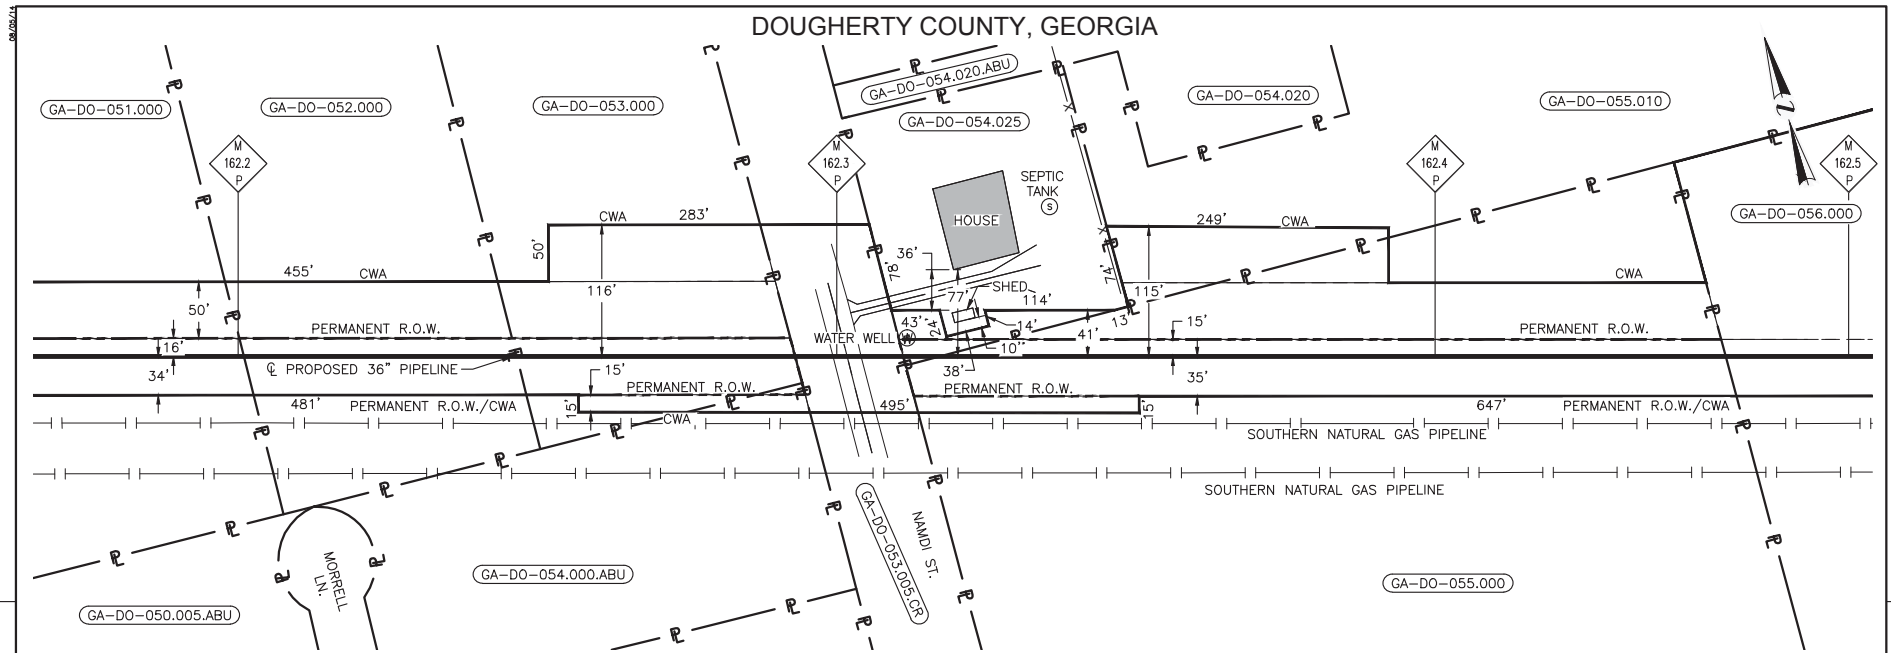 08/05/14
DOUGHERTY COUNTY, GEORGIA
GA-DO-051.000
GA-DO-052.000
GA-DO-053.000
GA-DO-054.020.ABU
GA-DO-054.025
GA-DO-054.020
GA-DO-055.010
GA-DO-056.000
M
162.2
P
M
162.3
P
M
162.4
P
M
162.5
P
SEPTIC
TANK
S
HOUSE
CWA
283'
249'
CWA
50'
455'
CWA
CWA
50'
116'
78'
36'
77'
SHED
114'
74'
115'
13'
PERMANENT R.O.W.
16'
WATER WELL
W
43'
24'
14'
10'
41'
15'
PERMANENT R.O.W.
34'
℄ PROPOSED 36" PIPELINE
15'
38'
35'
PERMANENT R.O.W.
PERMANENT R.O.W.
481'
PERMANENT R.O.W./CWA
15'
CWA
495'
15'
647'
PERMANENT R.O.W./CWA
SOUTHERN NATURAL GAS PIPELINE
SOUTHERN NATURAL GAS PIPELINE
MORRELL
LN.
GA-DO-053.005.CR
NAMDI ST.
GA-DO-050.005.ABU
GA-DO-054.000.ABU
GA-DO-055.000